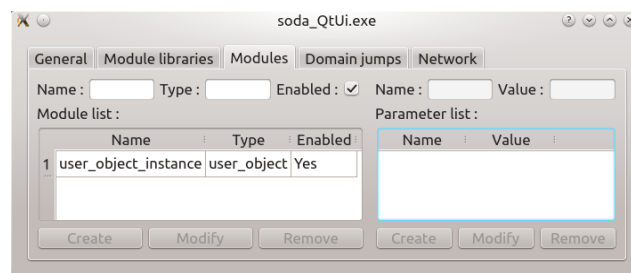 soda_QtUi.exe
General Module libraries Modules Domain jumps Network
Name : Type : Enabled : Name : Value :
Module list : Parameter list :
Name Type Enabled Name Value
1 user_object_instance user_object Yes
Create Modify Remove Create Modify Remove